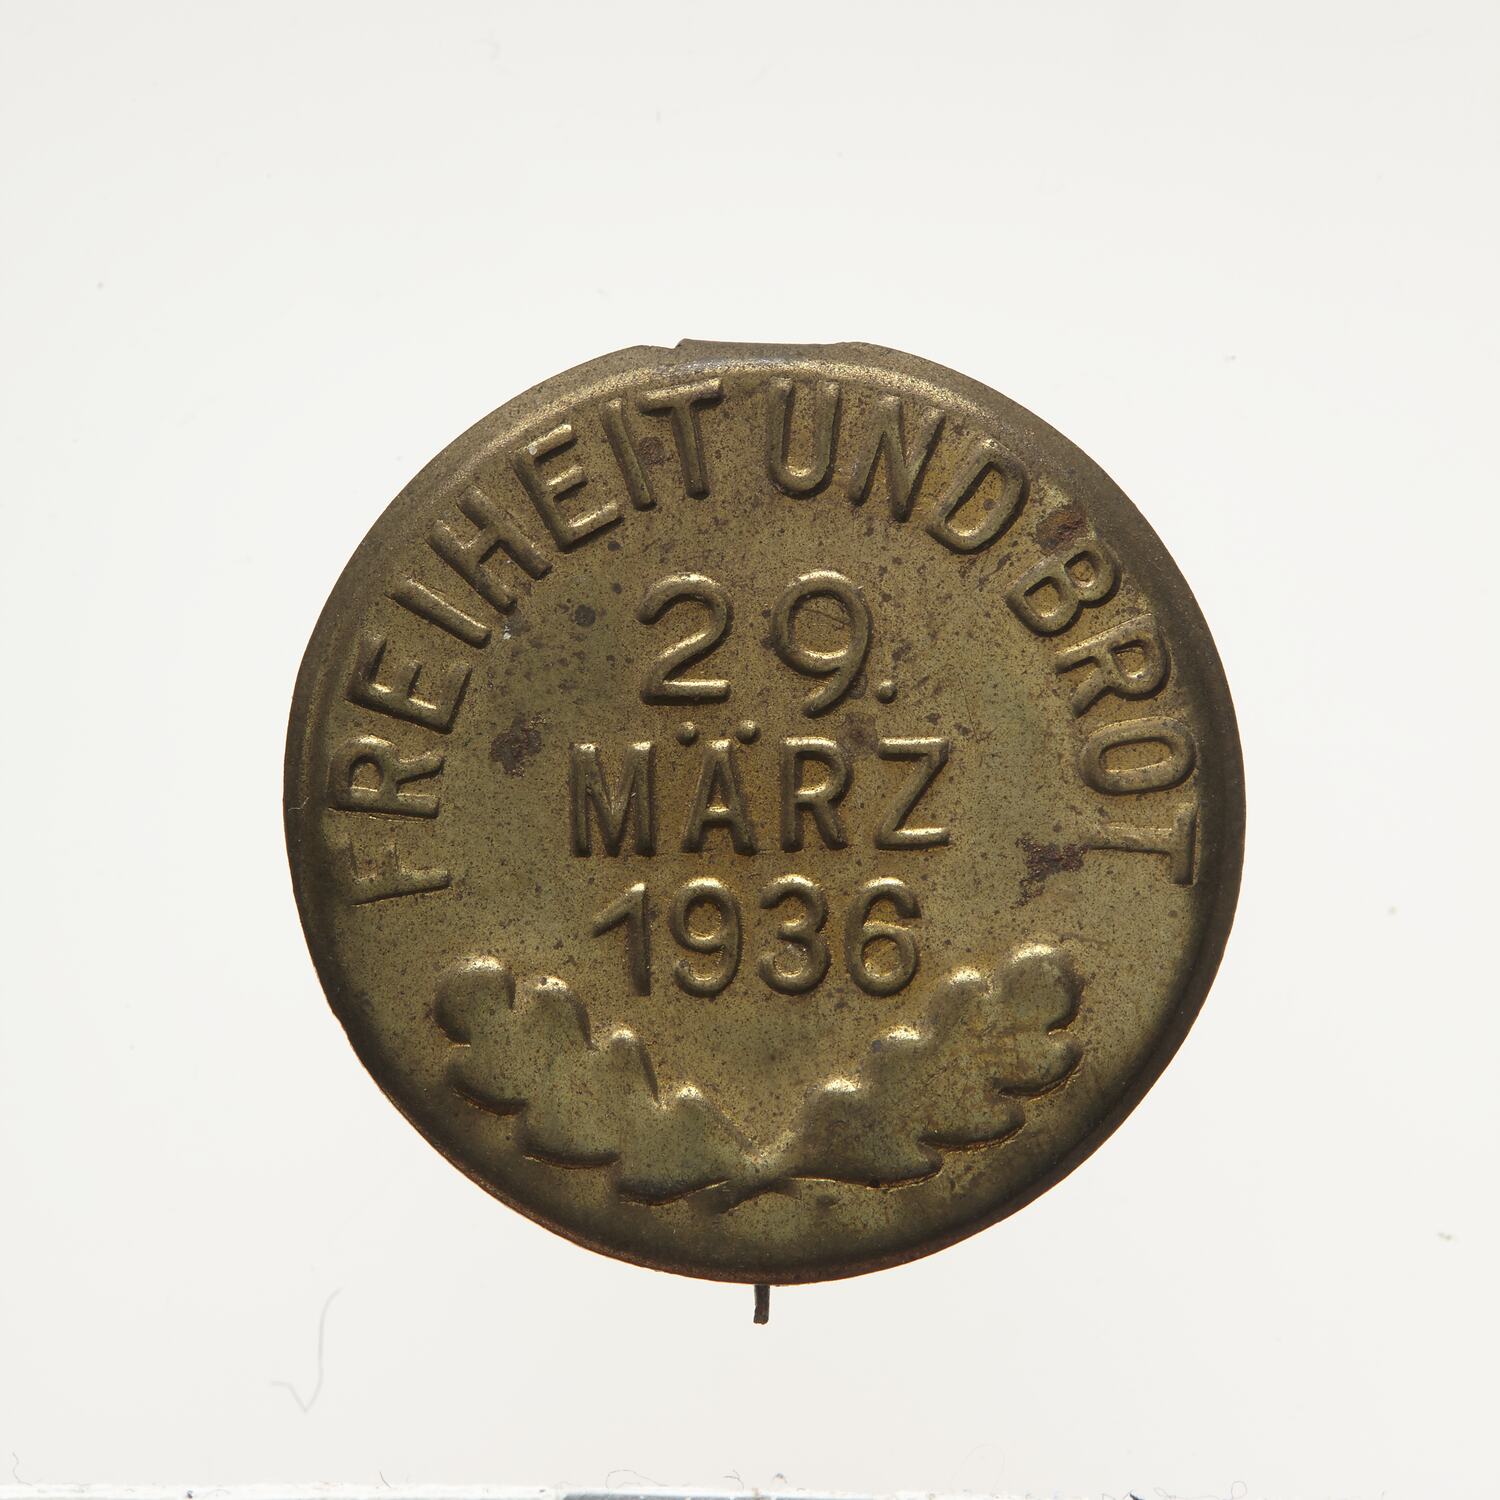 FREIHEIT UND BROT
29.
MÄRZ
1936